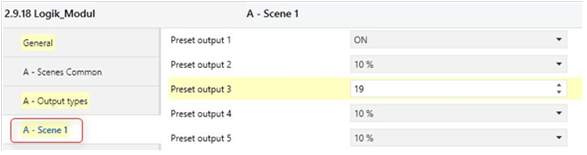 2.9.18 Logik_Modul A - Scene 1
General
A - Scenes Common
A - Output types
A - Scene 1
Preset output 1 ON
Preset output 2 10 %
Preset output 3 19
Preset output 4 10 %
Preset output 5 10 %